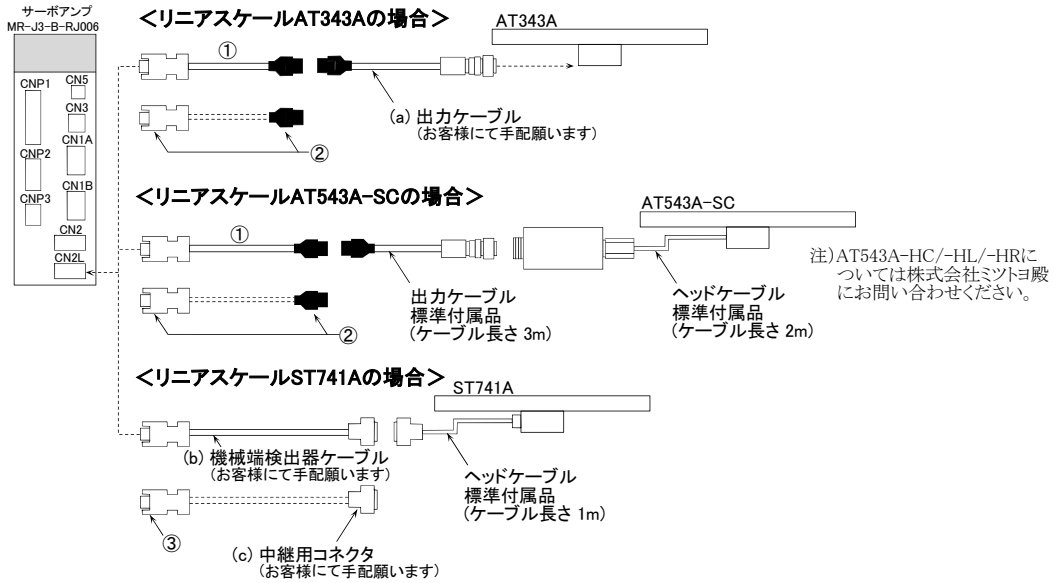 サーボアンプ
MR-J3-B-RJ006
CNP1
CN5
CN3
CN1A
CNP2
CN1B
CNP3
CN2
CN2L
<リニアスケールAT343Aの場合>
AT343A
①
(a) 出力ケーブル
(お客様にて手配願います)
②
<リニアスケールAT543A-SCの場合>
AT543A-SC
①
出力ケーブル
標準付属品
(ケーブル長さ 3m)
ヘッドケーブル
標準付属品
(ケーブル長さ 2m)
②
注)AT543A-HC/-HL/-HRに
ついては株式会社ミツトヨ殿
にお問い合わせください。
<リニアスケールST741Aの場合>
ST741A
(b) 機械端検出器ケーブル
(お客様にて手配願います)
ヘッドケーブル
標準付属品
(ケーブル長さ 1m)
③
(c) 中継用コネクタ
(お客様にて手配願います)